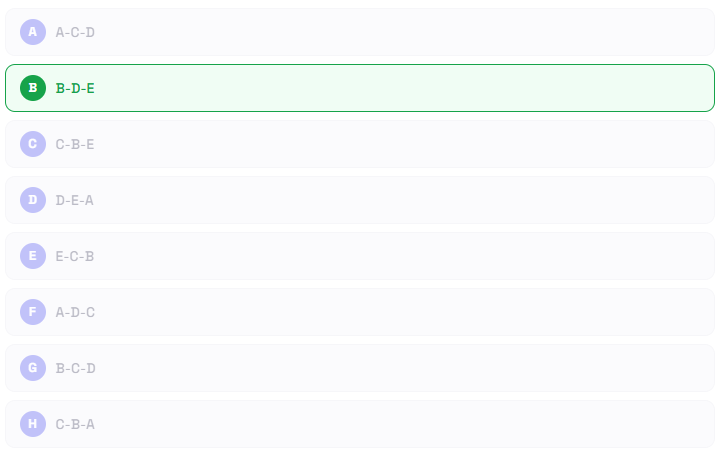 A A-C-D
B B-D-E
C C-B-E
D D-E-A
E E-C-B
F A-D-C
G B-C-D
H C-B-A